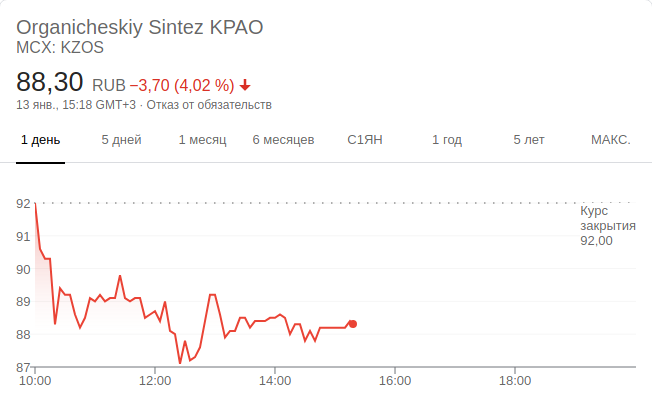 Organicheskiy Sintez KPAO
MCX: KZOS
88,30 RUB −3,70 (4,02 %)
13 янв., 15:18 GMT+3 · Отказ от обязательств
1 день 5 дней 1 месяц 6 месяцев С1ЯН 1 год 5 лет МАКС.
92
Курс
закрытия
92,00
91
90
89
88
87
10:00 12:00 14:00 16:00 18:00